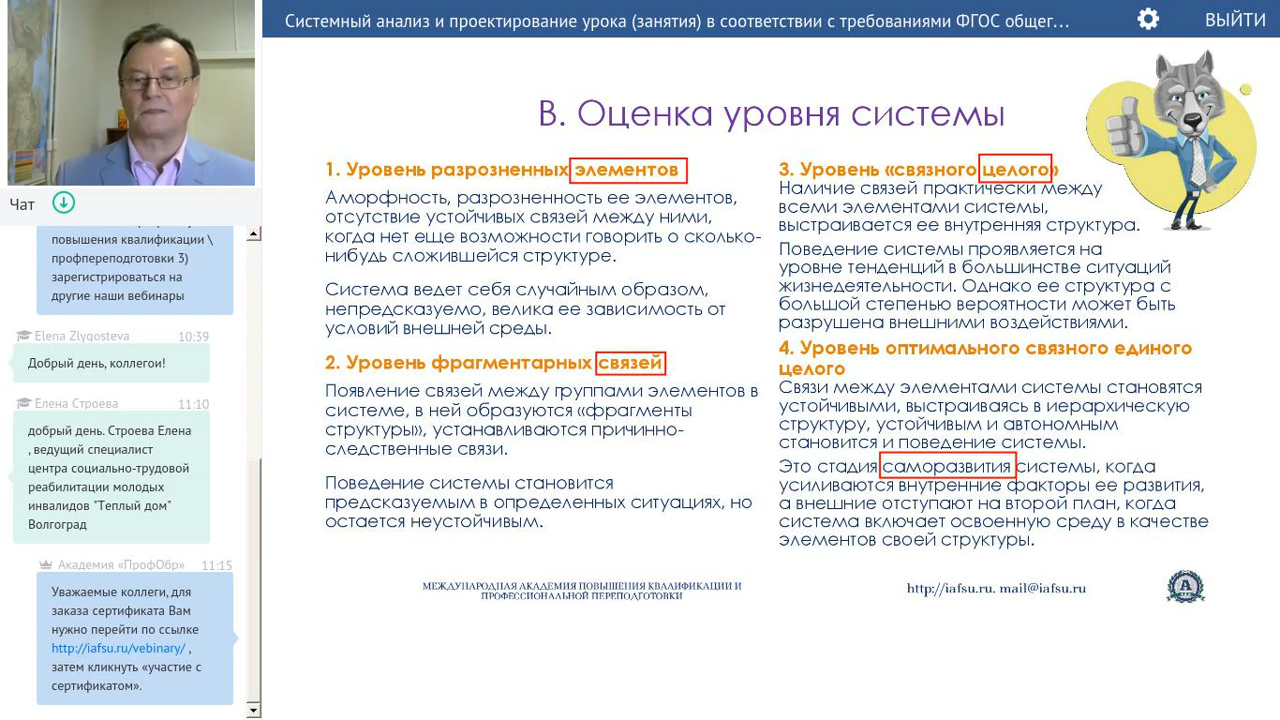 Системный анализ и проектирование урока (занятия) в соответствии с требованиями ФГОС общег...
ВЫЙТИ
Чат
повышения квалификации \
профпереподготовки 3)
зарегистрироваться на
другие наши вебинары
Elena Zlygosteva 10:39
Добрый день, коллегои!
Елена Строева 11:10
добрый день. Строева Елена
, ведущий специалист
центра социально-трудовой
реабилитации молодых
инвалидов "Теплый дом"
Волгоград
Академия «ПрофОбр» 11:15
Уважаемые коллеги, для
заказа сертификата Вам
нужно перейти по ссылке
http://iafsu.ru/vebinary/ ,
затем кликнуть «участие с
сертификатом».
В. Оценка уровня системы
1. Уровень разрозненных элементов
Аморфность, разрозненность ее элементов,
отсутствие устойчивых связей между ними,
когда нет еще возможности говорить о сколько-
нибудь сложившейся структуре.
Система ведет себя случайным образом,
непредсказуемо, велика ее зависимость от
условий внешней среды.
2. Уровень фрагментарных связей
Появление связей между группами элементов в
системе, в ней образуются «фрагменты
структуры», устанавливаются причинно-
следственные связи.
Поведение системы становится
предсказуемым в определенных ситуациях, но
остается неустойчивым.
3. Уровень «связного целого»
Наличие связей практически между
всеми элементами системы,
выстраивается ее внутренняя структура.
Поведение системы проявляется на
уровне тенденций в большинстве ситуаций
жизнедеятельности. Однако ее структура с
большой степенью вероятности может быть
разрушена внешними воздействиями.
4. Уровень оптимального связного единого
целого
Связи между элементами системы становятся
устойчивыми, выстраиваясь в иерархическую
структуру, устойчивым и автономным
становится и поведение системы.
Это стадия саморазвития системы, когда
усиливаются внутренние факторы ее развития,
а внешние отступают на второй план, когда
система включает освоенную среду в качестве
элементов своей структуры.
МЕЖДУНАРОДНАЯ АКАДЕМИЯ ПОВЫШЕНИЯ КВАЛИФИКАЦИИ И
ПРОФЕССИОНАЛЬНОЙ ПЕРЕПОДГОТОВКИ
http://iafsu.ru. mail@iafsu.ru